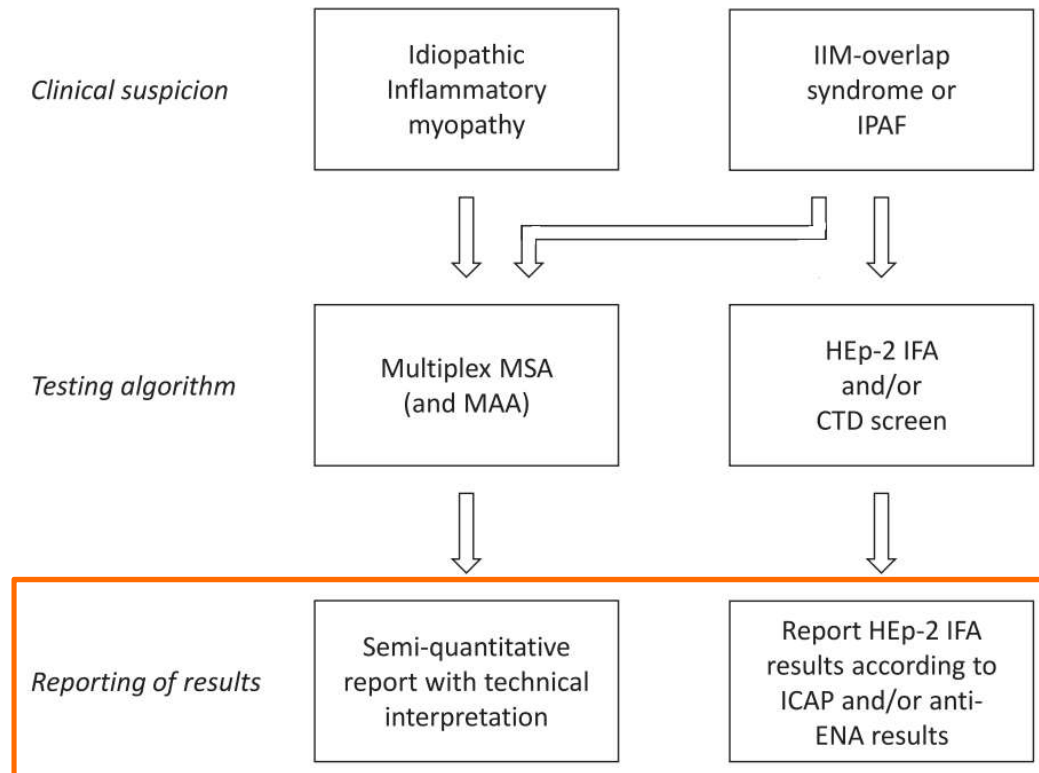 Clinical suspicion
Idiopathic
Inflammatory
myopathy
IIM-overlap
syndrome or
IPAF
Testing algorithm
Multiplex MSA
(and MAA)
HEp-2 IFA
and/or
CTD screen
Reporting of results
Semi-quantitative
report with technical
interpretation
Report HEp-2 IFA
results according to
ICAP and/or anti-
ENA results